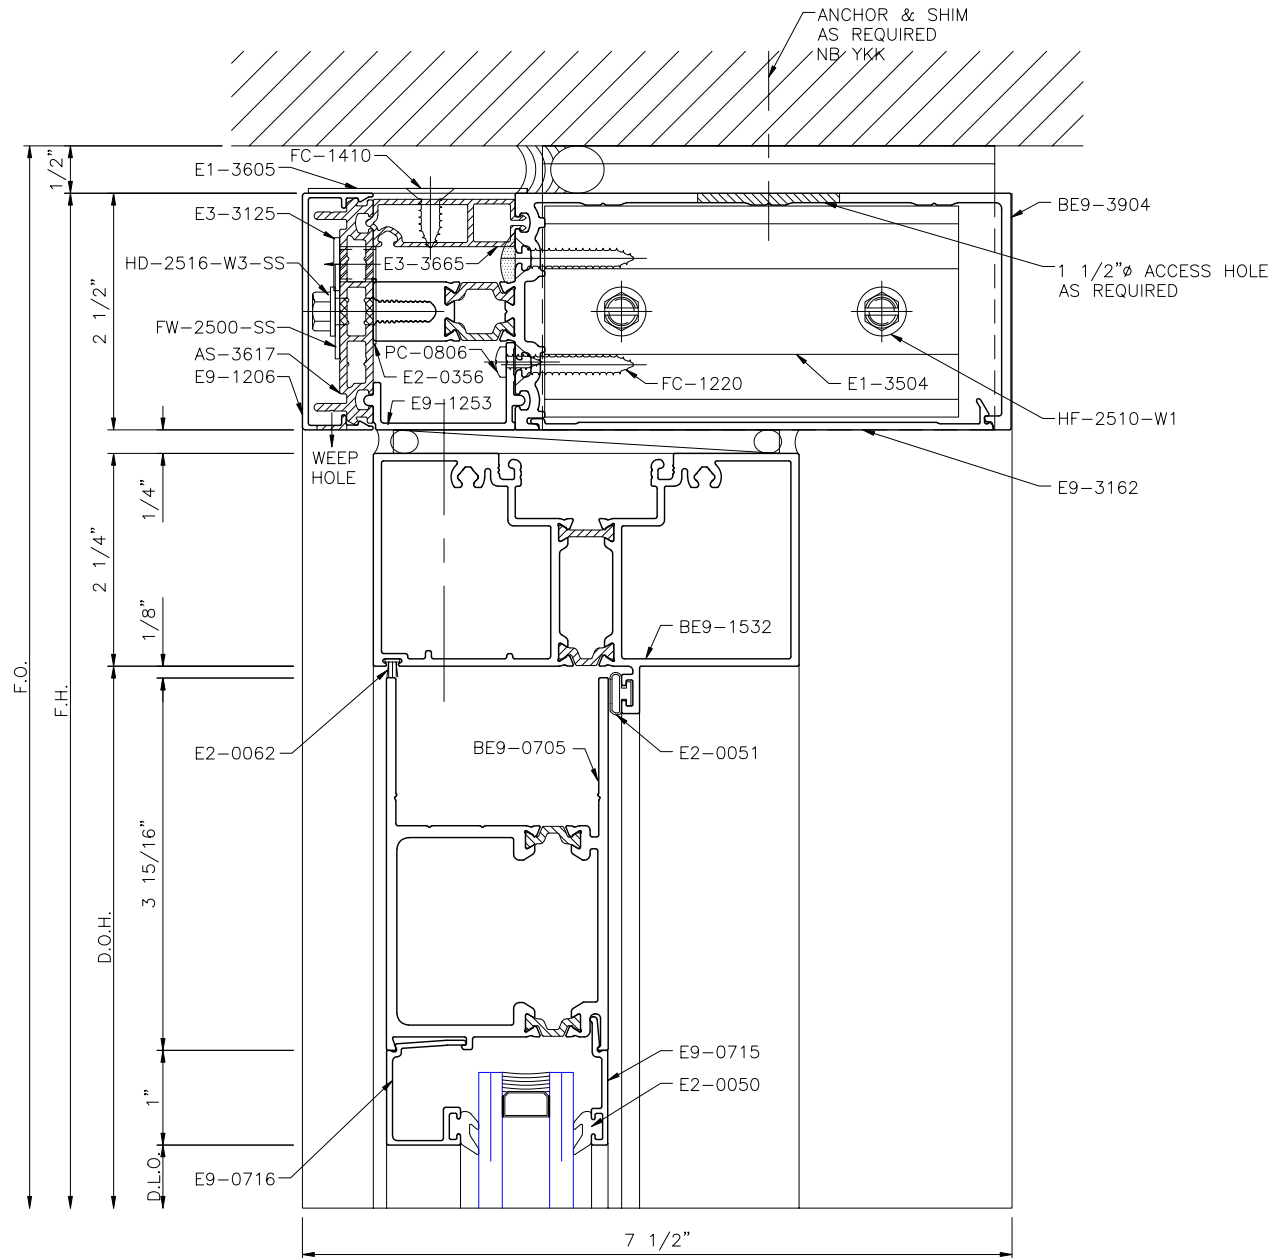 ANCHOR & SHIM
AS REQUIRED
NB YKK
1/2"
FC-1410
E1-3605
E3-3125
BE9-3904
HD-2516-W3-SS
E3-3665
1 1/2"ø ACCESS HOLE
AS REQUIRED
2 1/2"
FW-2500-SS
AS-3617
PC-0806
E2-0356
FC-1220
E1-3504
E9-1206
E9-1253
HF-2510-W1
WEEP
HOLE
E9-3162
1/4"
2 1/4"
1/8"
BE9-1532
F.O.
F.H.
E2-0062
BE9-0705
E2-0051
3 15/16"
D.O.H.
E9-0715
E2-0050
1"
D.L.O.
E9-0716
7 1/2"